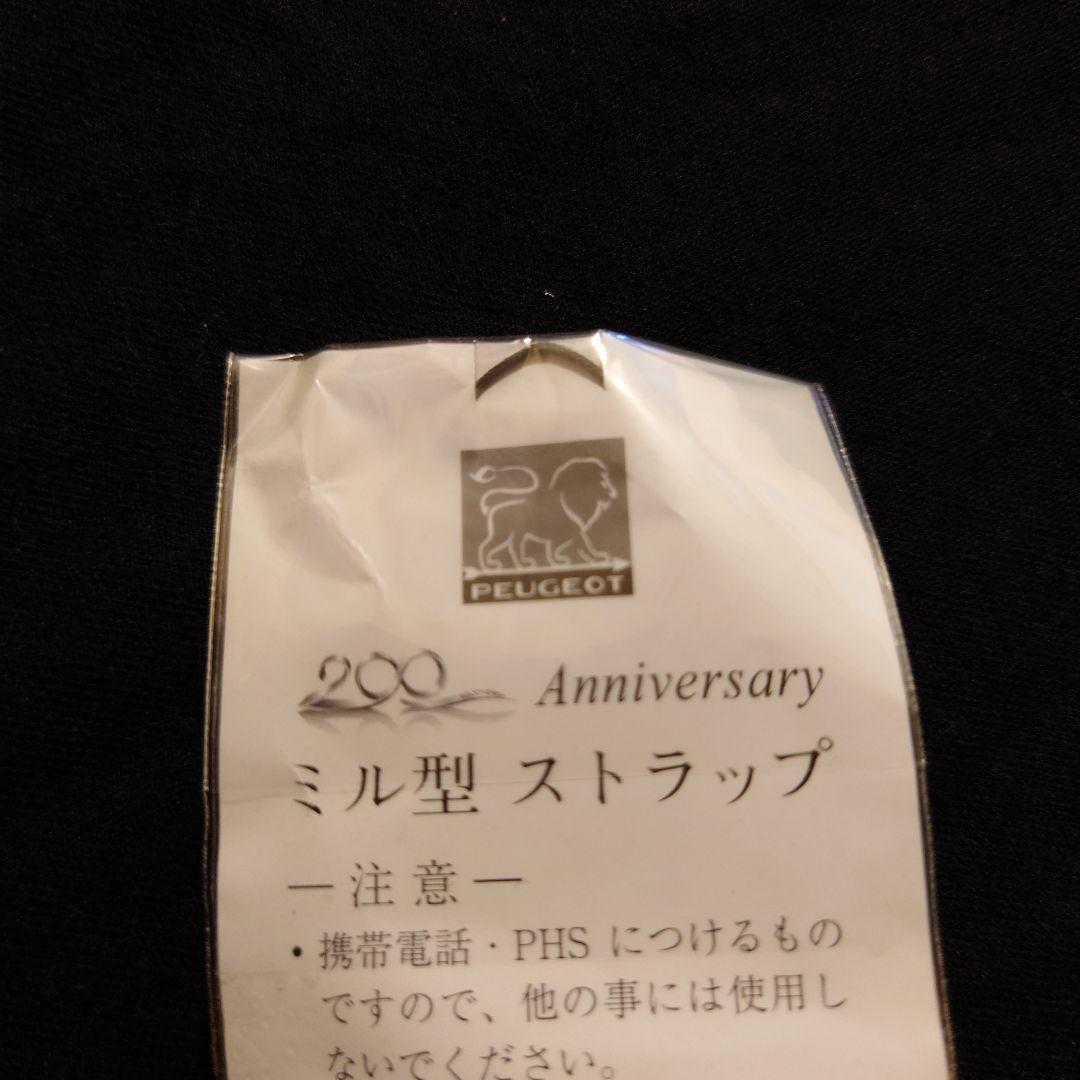 PEUGEOT
200 Anniversary
ミル型 ストラップ
― 注 意 ―
・携帯電話・PHS につけるもの
ですので、他の事には使用し
ないでください。